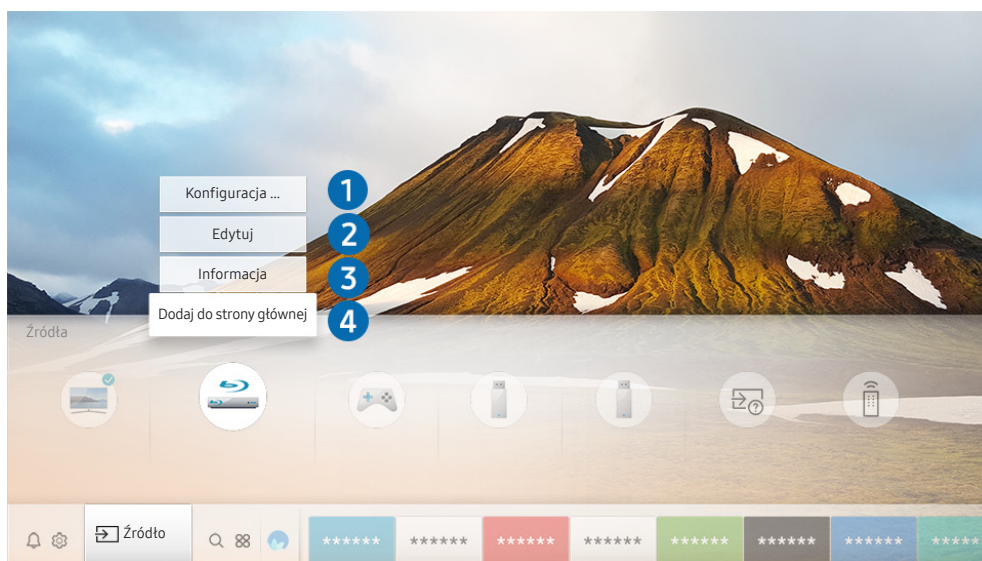 Konfiguracja ...
1
Edytuj
2
Informacja
3
Dodaj do strony głównej
4
Źródła
Źródło
******
******
******
******
******
******
******
*****